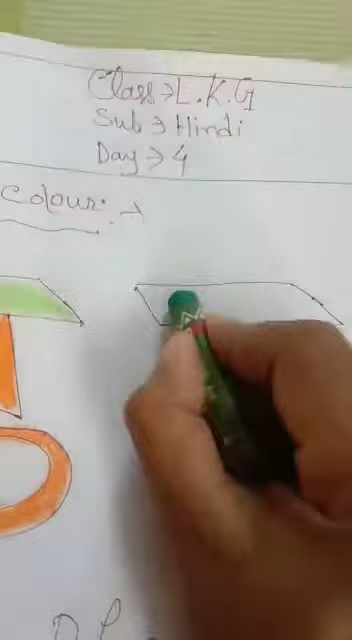 Class → L.K.G
Sub → Hindi
Day → 4
Colour: →